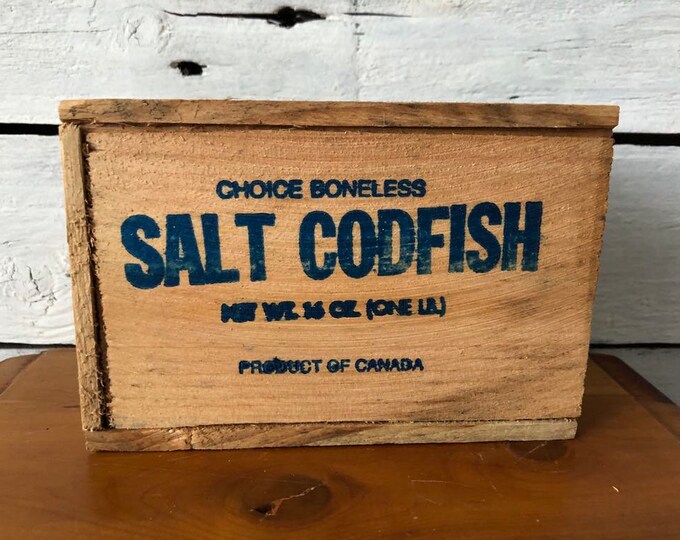 CHOICE BONELESS
SALT CODFISH
NET WT. 16 OZ. (ONE LB.)
PRODUCT OF CANADA